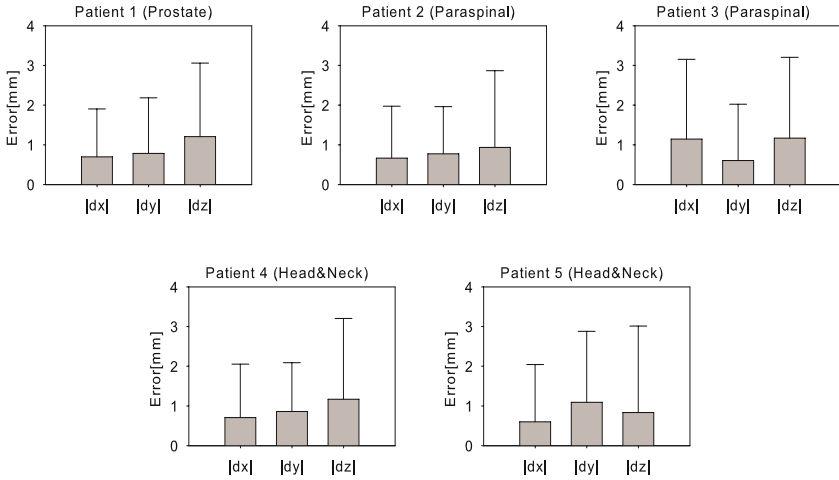 Patient 1 (Prostate)
Error[mm]
4
3
2
1
0
|dx| |dy| |dz|
Patient 2 (Paraspinal)
Error[mm]
4
3
2
1
0
|dx| |dy| |dz|
Patient 3 (Paraspinal)
Error[mm]
4
3
2
1
0
|dx| |dy| |dz|
Patient 4 (Head&Neck)
Error[mm]
4
3
2
1
0
|dx| |dy| |dz|
Patient 5 (Head&Neck)
Error[mm]
4
3
2
1
0
|dx| |dy| |dz|